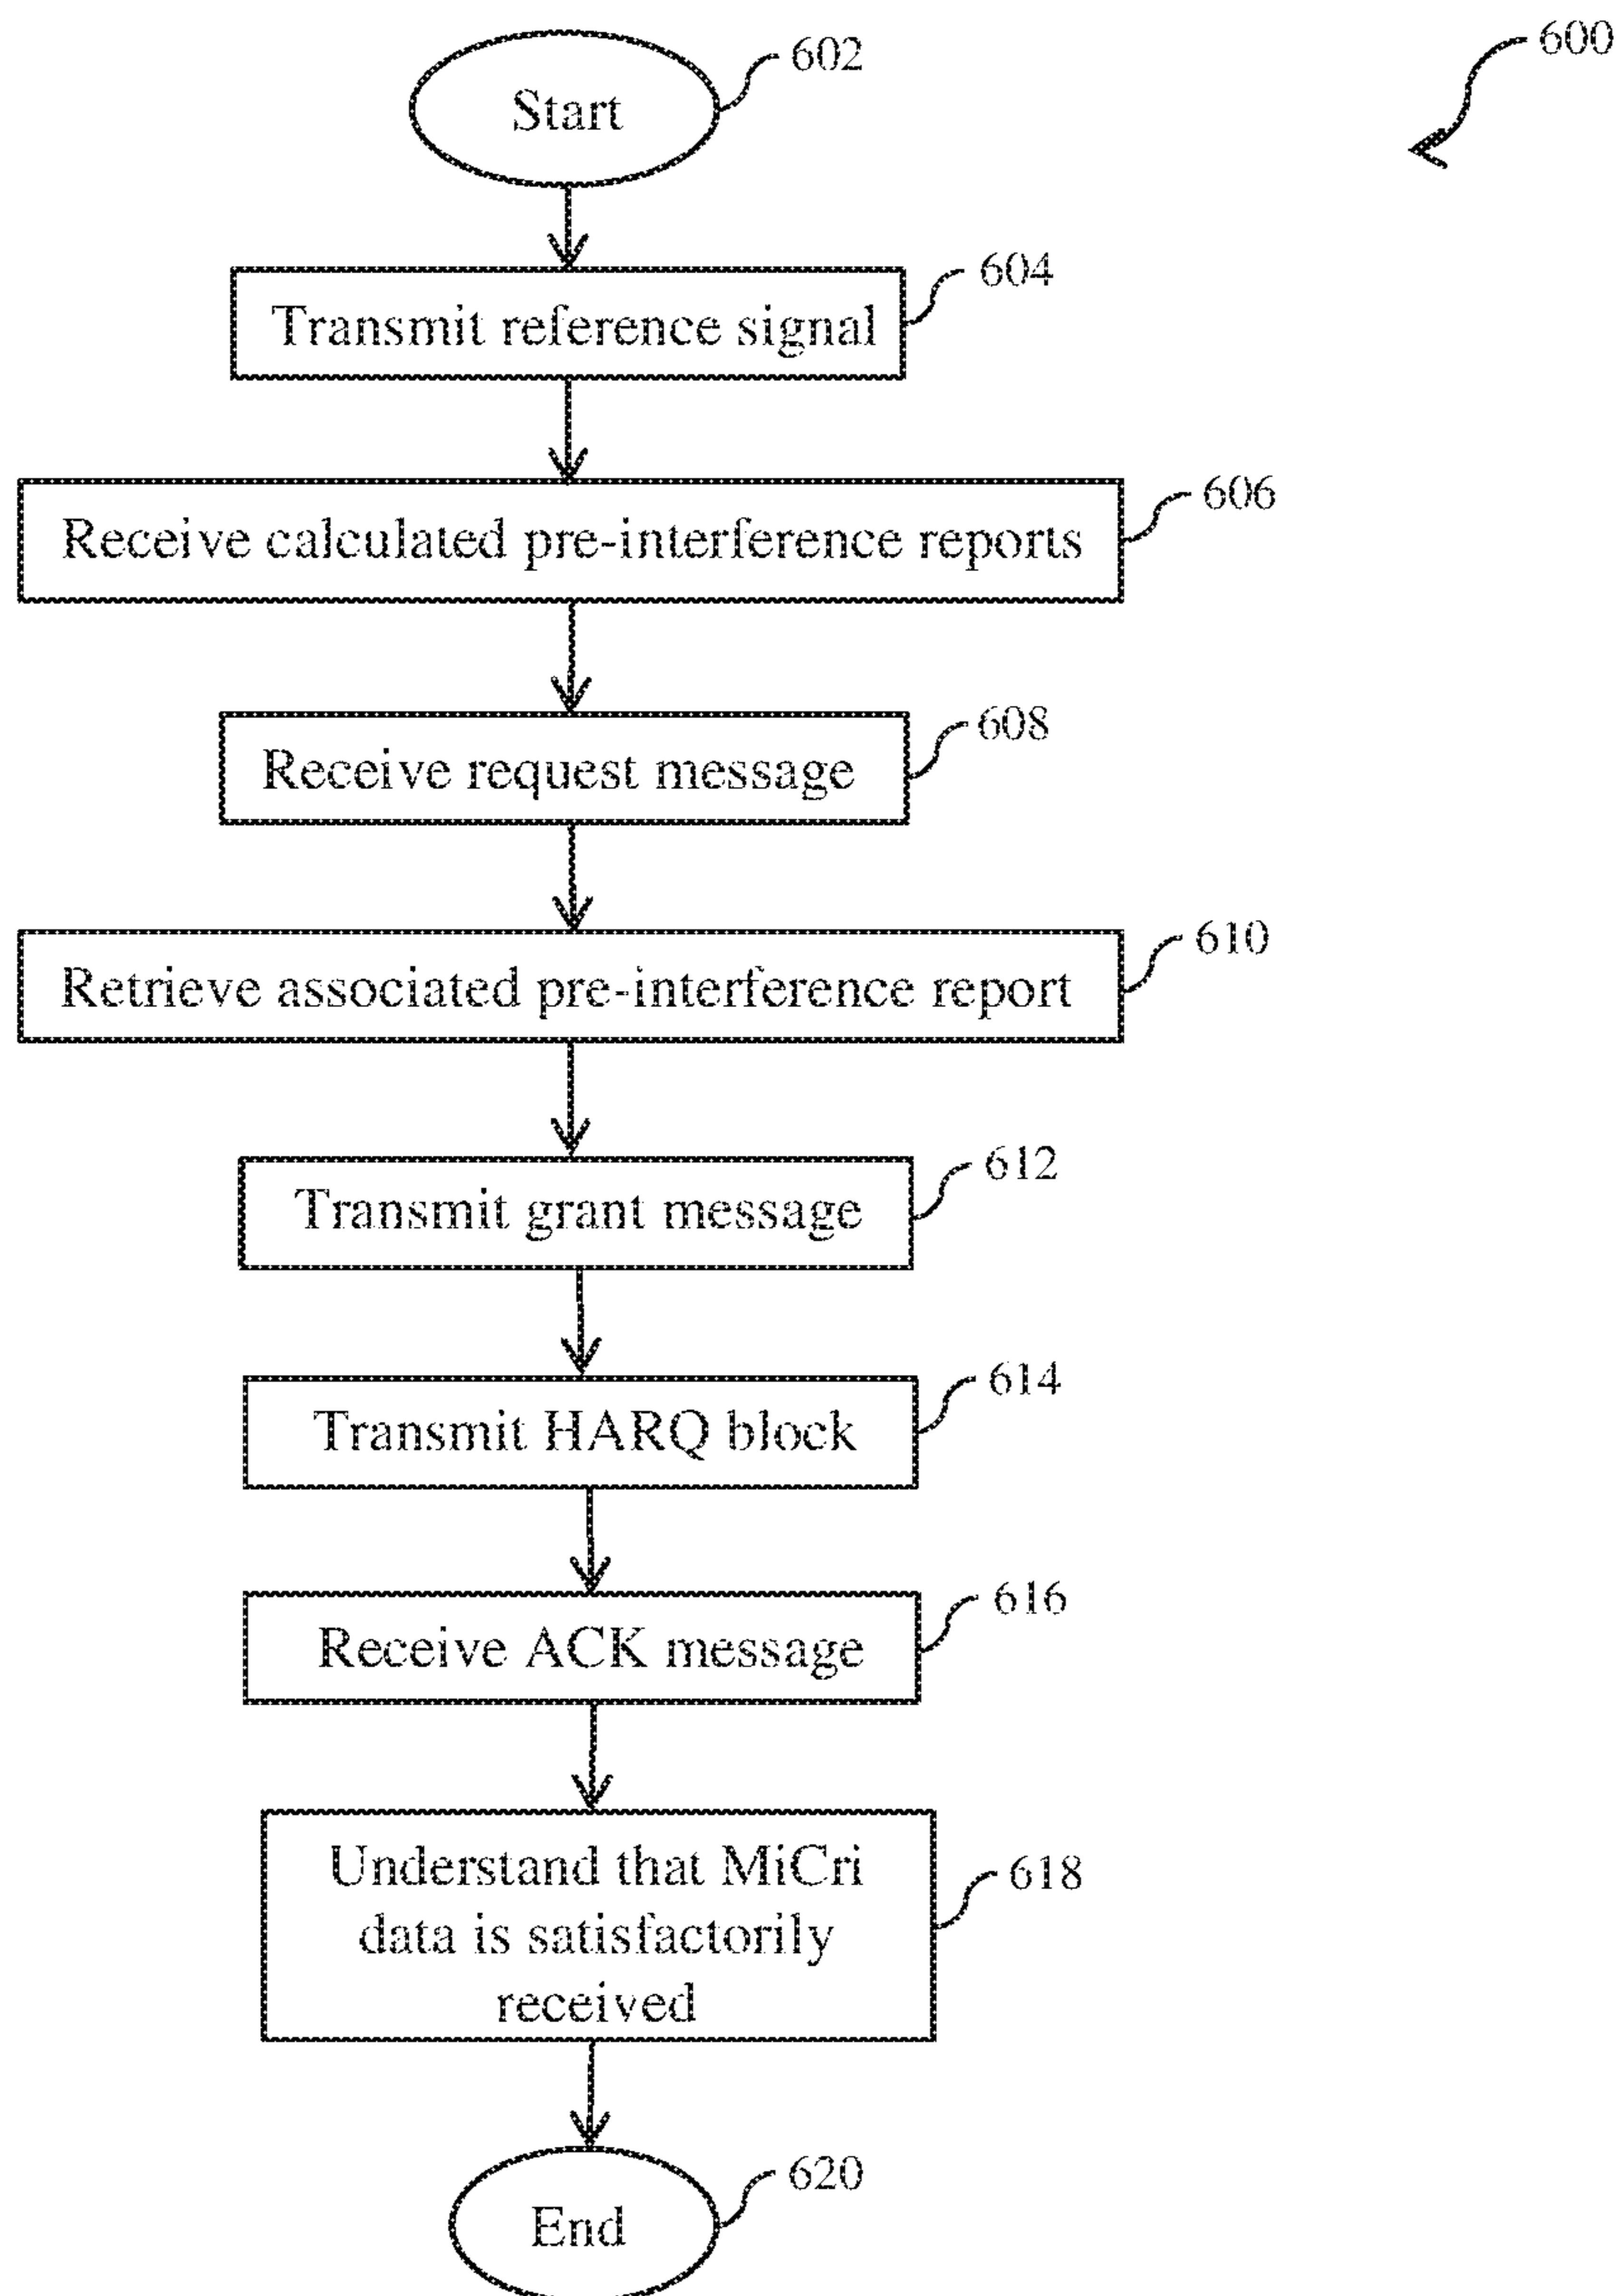 600
602
Start
604
Transmit reference signal
606
Receive calculated pre-interference reports
608
Receive request message
610
Retrieve associated pre-interference report
612
Transmit grant message
614
Transmit HARQ block
616
Receive ACK message
618
Understand that MiCri
data is satisfactorily
received
620
End